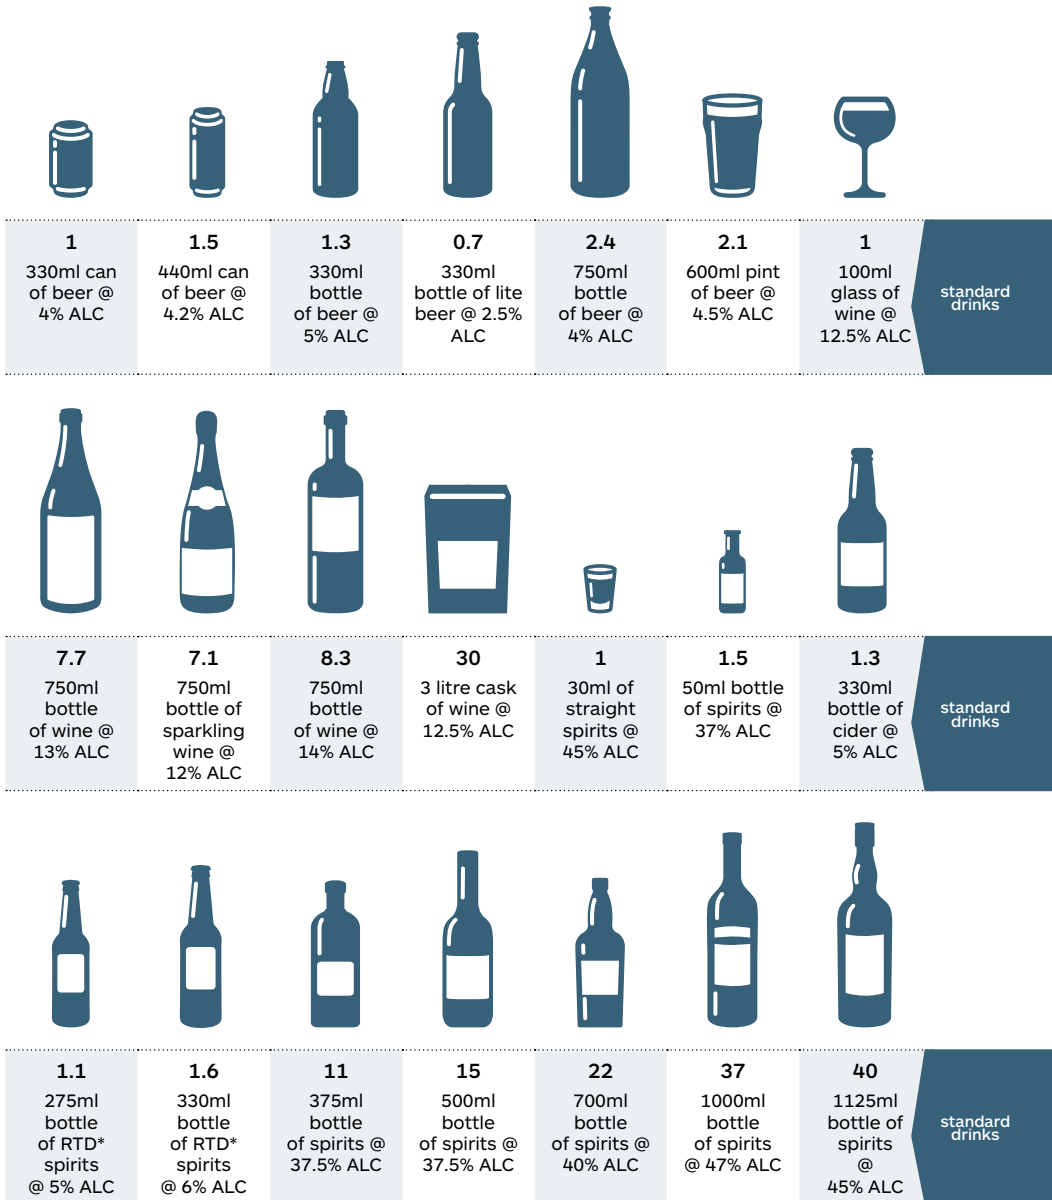 1
330ml can
of beer @
4% ALC
1.5
440ml can
of beer @
4.2% ALC
1.3
330ml
bottle
of beer @
5% ALC
0.7
330ml
bottle of lite
beer @ 2.5%
ALC
2.4
750ml
bottle
of beer @
4% ALC
2.1
600ml pint
of beer @
4.5% ALC
1
100ml
glass of
wine @
12.5% ALC
standard
drinks
7.7
750ml
bottle
of wine @
13% ALC
7.1
750ml
bottle of
sparkling
wine @
12% ALC
8.3
750ml
bottle
of wine @
14% ALC
30
3 litre cask
of wine @
12.5% ALC
1
30ml of
straight
spirits @
45% ALC
1.5
50ml bottle
of spirits @
37% ALC
1.3
330ml
bottle of
cider @
5% ALC
standard
drinks
1.1
275ml
bottle
of RTD*
spirits
@ 5% ALC
1.6
330ml
bottle
of RTD*
spirits
@ 6% ALC
11
375ml
bottle
of spirits @
37.5% ALC
15
500ml
bottle
of spirits @
37.5% ALC
22
700ml
bottle
of spirits @
40% ALC
37
1000ml
bottle
of spirits
@ 47% ALC
40
1125ml
bottle of
spirits
@
45% ALC
standard
drinks